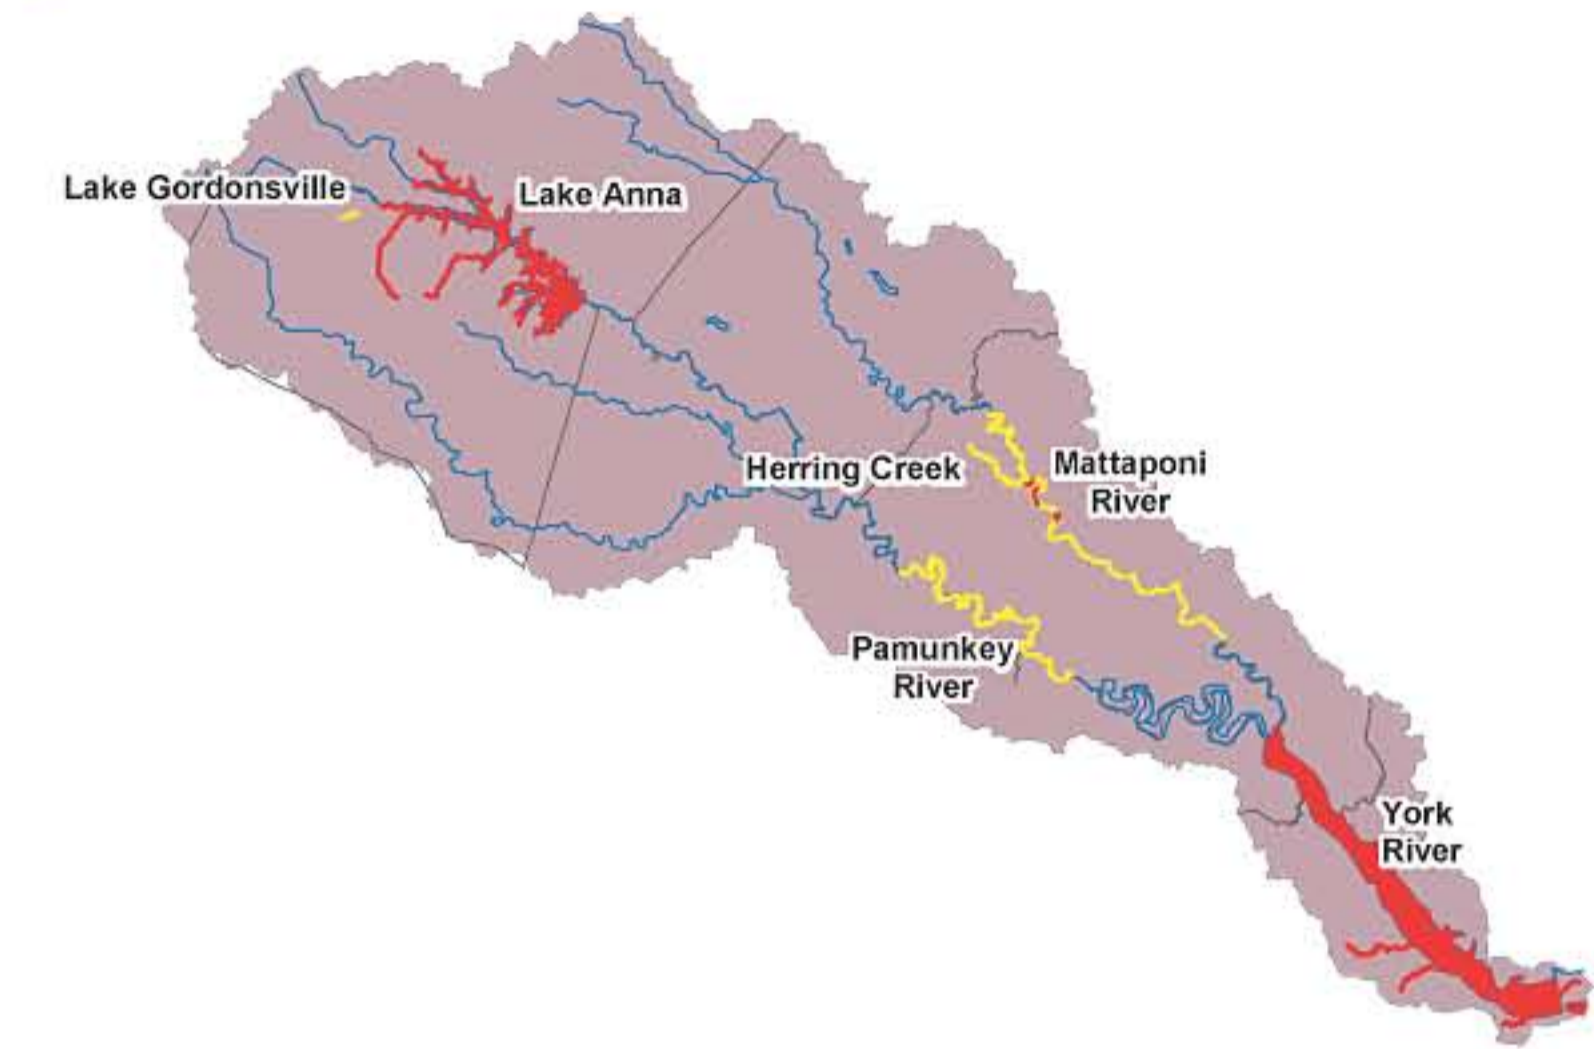 Lake Gordonsville
Lake Anna
Herring Creek
Mattaponi
River
Pamunkey
River
York
River